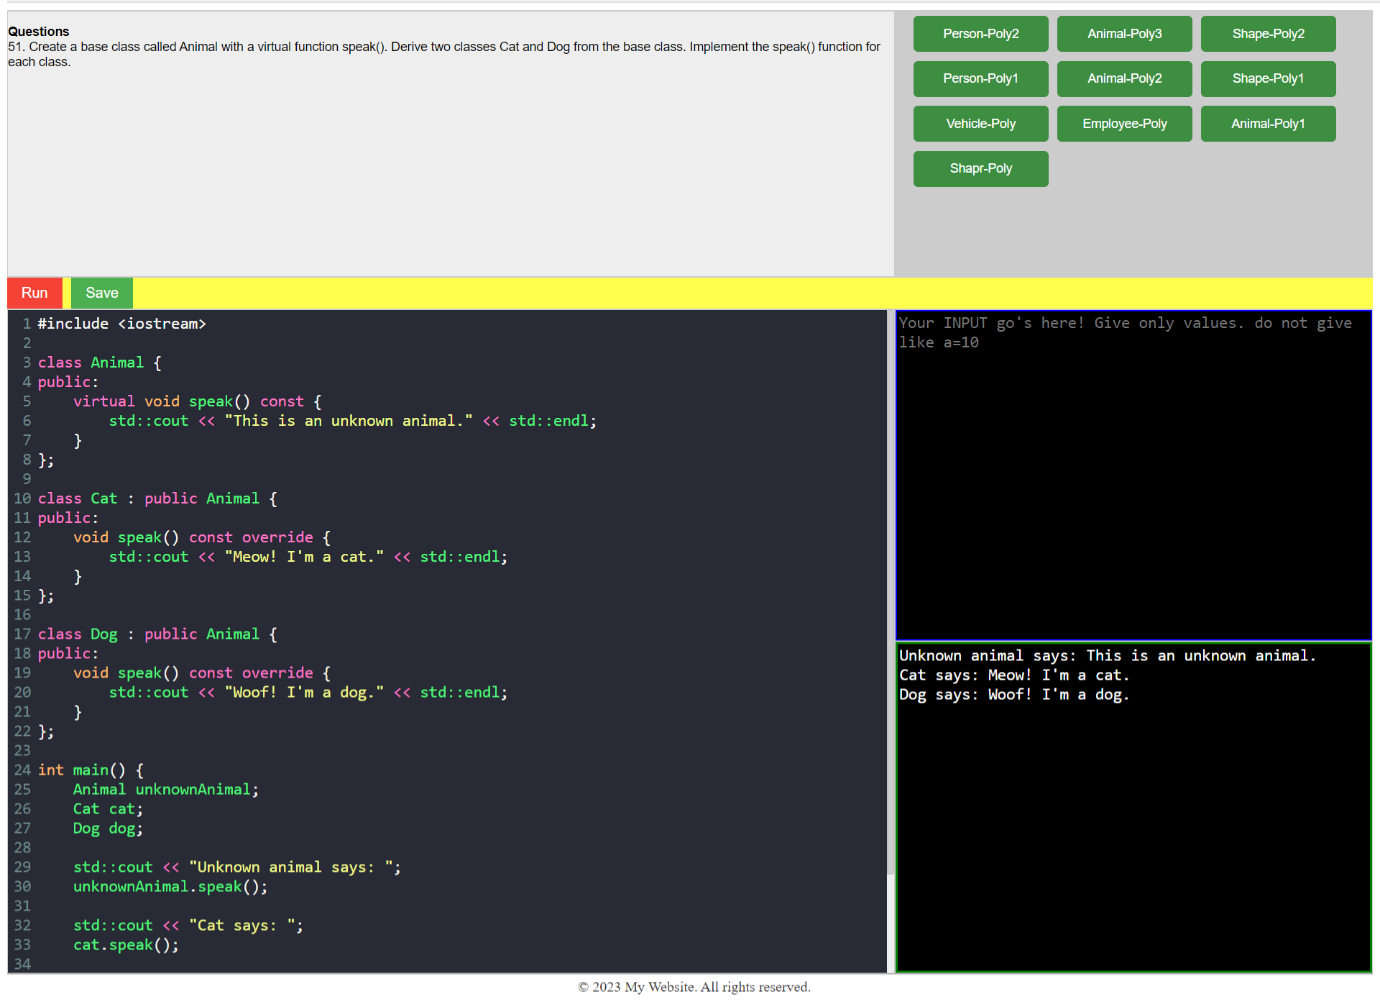 Questions
51. Create a base class called Animal with a virtual function speak(). Derive two classes Cat and Dog from the base class. Implement the speak() function for
each class.
Person-Poly2 Animal-Poly3 Shape-Poly2
Person-Poly1 Animal-Poly2 Shape-Poly1
Vehicle-Poly Employee-Poly Animal-Poly1
Shapr-Poly
Run Save
1 #include <iostream>
2
3 class Animal {
4 public:
5     virtual void speak() const {
6         std::cout << "This is an unknown animal." << std::endl;
7     }
8 };
9
10 class Cat : public Animal {
11 public:
12     void speak() const override {
13         std::cout << "Meow! I'm a cat." << std::endl;
14     }
15 };
16
17 class Dog : public Animal {
18 public:
19     void speak() const override {
20         std::cout << "Woof! I'm a dog." << std::endl;
21     }
22 };
23
24 int main() {
25     Animal unknownAnimal;
26     Cat cat;
27     Dog dog;
28
29     std::cout << "Unknown animal says: ";
30     unknownAnimal.speak();
31
32     std::cout << "Cat says: ";
33     cat.speak();
34
Your INPUT go's here! Give only values. do not give
like a=10
Unknown animal says: This is an unknown animal.
Cat says: Meow! I'm a cat.
Dog says: Woof! I'm a dog.
© 2023 My Website. All rights reserved.